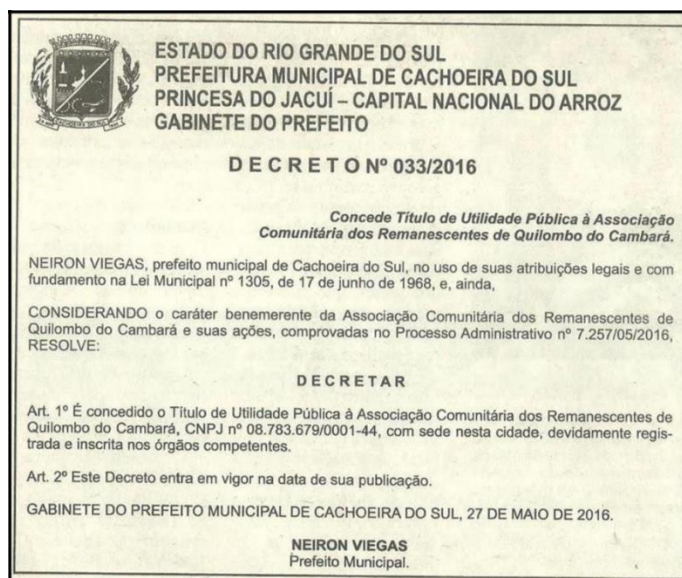 ESTADO DO RIO GRANDE DO SUL
PREFEITURA MUNICIPAL DE CACHOEIRA DO SUL
PRINCESA DO JACUÍ – CAPITAL NACIONAL DO ARROZ
GABINETE DO PREFEITO
CACHOEIRA DO SUL
DECRETO Nº 033/2016
Concede Título de Utilidade Pública à Associação
Comunitária dos Remanescentes de Quilombo do Cambará.
NEIRON VIEGAS, prefeito municipal de Cachoeira do Sul, no uso de suas atribuições legais e com
fundamento na Lei Municipal nº 1305, de 17 de junho de 1968, e, ainda,
CONSIDERANDO o caráter benemerente da Associação Comunitária dos Remanescentes de
Quilombo do Cambará e suas ações, comprovadas no Processo Administrativo nº 7.257/05/2016,
RESOLVE:
DECRETAR
Art. 1º É concedido o Título de Utilidade Pública à Associação Comunitária dos Remanescentes de
Quilombo do Cambará, CNPJ nº 08.783.679/0001-44, com sede nesta cidade, devidamente regis-
trada e inscrita nos órgãos competentes.
Art. 2º Este Decreto entra em vigor na data de sua publicação.
GABINETE DO PREFEITO MUNICIPAL DE CACHOEIRA DO SUL, 27 DE MAIO DE 2016.
NEIRON VIEGAS
Prefeito Municipal.